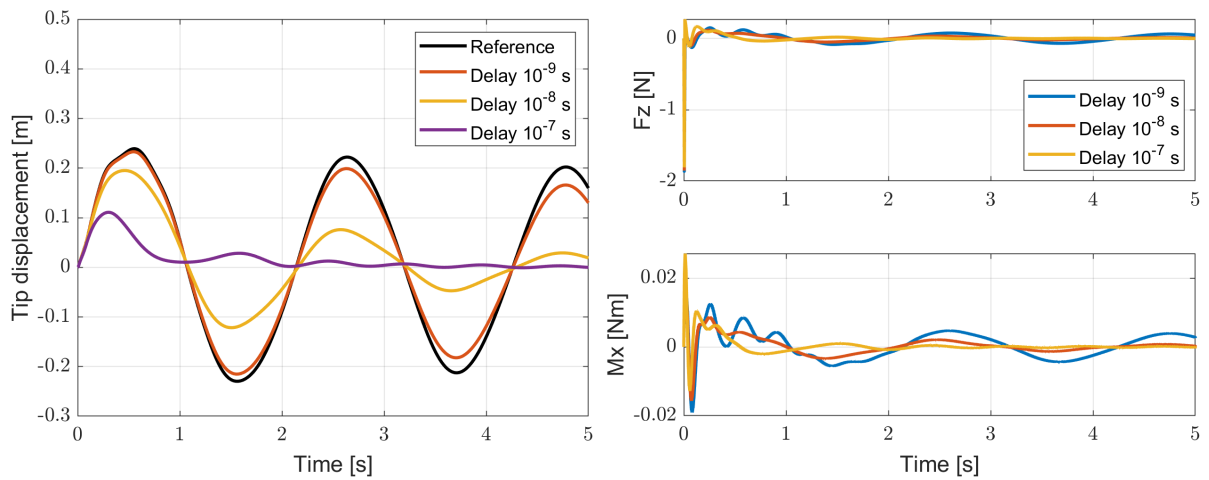 0.5
0.4
0.3
0.2
0.1
0
-0.1
-0.2
-0.3
Tip displacement [m]
Reference
Delay 10⁻⁹ s
Delay 10⁻⁸ s
Delay 10⁻⁷ s
0 1 2 3 4 5
Time [s]
0
-1
-2
Fz [N]
Delay 10⁻⁹ s
Delay 10⁻⁸ s
Delay 10⁻⁷ s
0 1 2 3 4 5
0.02
0
-0.02
Mx [Nm]
0 1 2 3 4 5
Time [s]